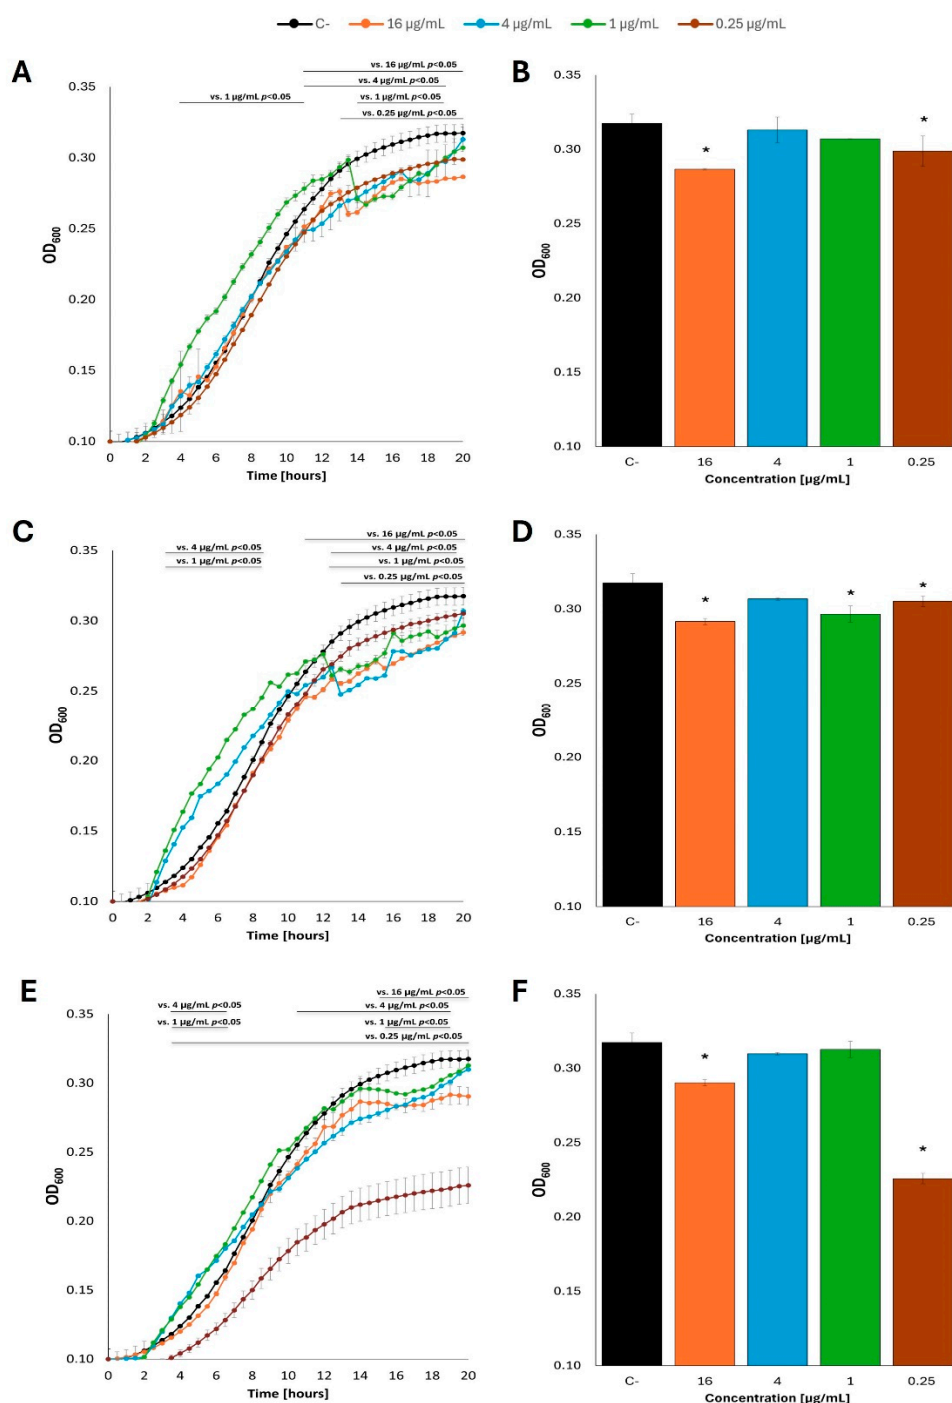 C- 16 µg/mL 4 µg/mL 1 µg/mL 0.25 µg/mL
A
vs. 16 µg/mL p<0.05
vs. 4 µg/mL p<0.05
vs. 1 µg/mL p<0.05 vs. 1 µg/mL p<0.05
vs. 0.25 µg/mL p<0.05
0.35
0.30
0.25
0.20
0.15
0.10
OD600
0 2 4 6 8 10 12 14 16 18 20
Time [hours]
B
0.35
0.30
0.25
0.20
0.15
0.10
OD600
* *
C- 16 4 1 0.25
Concentration [µg/mL]
C
vs. 16 µg/mL p<0.05
vs. 4 µg/mL p<0.05 vs. 4 µg/mL p<0.05
vs. 1 µg/mL p<0.05 vs. 1 µg/mL p<0.05
vs. 0.25 µg/mL p<0.05
0.35
0.30
0.25
0.20
0.15
0.10
OD600
0 2 4 6 8 10 12 14 16 18 20
Time [hours]
D
0.35
0.30
0.25
0.20
0.15
0.10
OD600
* * *
C- 16 4 1 0.25
Concentration [µg/mL]
E
vs. 16 µg/mL p<0.05
vs. 4 µg/mL p<0.05 vs. 4 µg/mL p<0.05
vs. 1 µg/mL p<0.05 vs. 1 µg/mL p<0.05
vs. 0.25 µg/mL p<0.05
0.35
0.30
0.25
0.20
0.15
0.10
OD600
0 2 4 6 8 10 12 14 16 18 20
Time [hours]
F
0.35
0.30
0.25
0.20
0.15
0.10
OD600
* *
C- 16 4 1 0.25
Concentration [µg/mL]